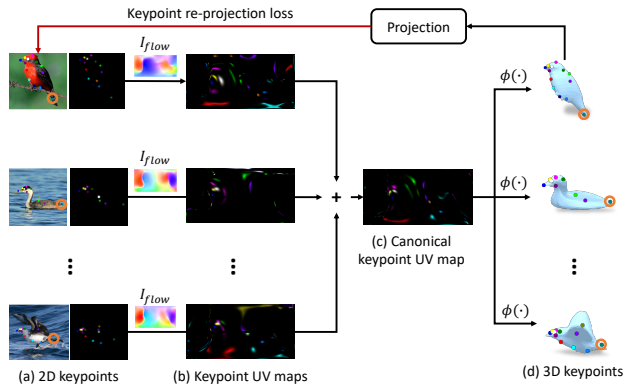 Keypoint re-projection loss
Projection
I_flow
ϕ(·)
I_flow
ϕ(·)
+
(c) Canonical
keypoint UV map
I_flow
ϕ(·)
(a) 2D keypoints
(b) Keypoint UV maps
(d) 3D keypoints